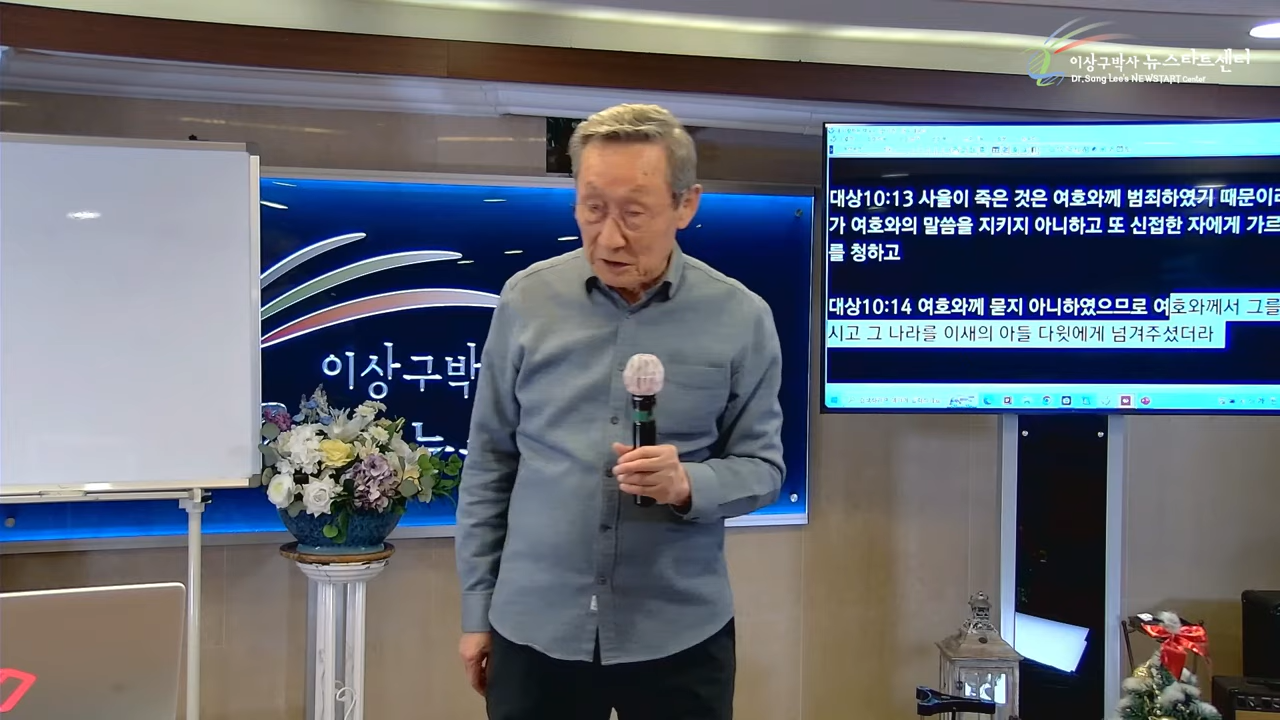 이상구박사 뉴스타트센터
Dr. Sang Lee's NEWSTART Center
대상10:13 사울이 죽은 것은 여호와께 범죄하였기 때문이라
가 여호와의 말씀을 지키지 아니하고 또 신접한 자에게 가르
를 청하고
대상10:14 여호와께 묻지 아니하였으므로 여호와께서 그를
시고 그 나라를 이새의 아들 다윗에게 넘겨주셨더라
이상구박